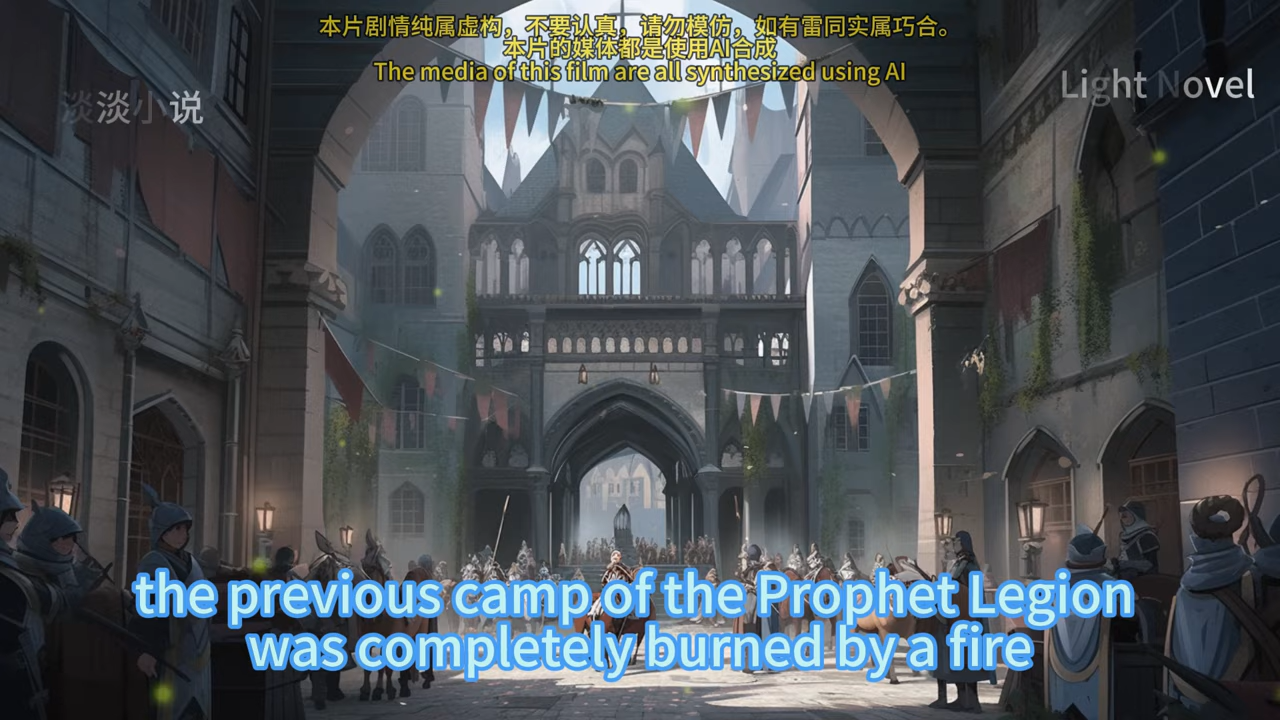 本片剧情纯属虚构，不要认真，请勿模仿，如有雷同实属巧合。
本片的媒体都是使用AI合成
The media of this film are all synthesized using AI
淡淡小说
Light Novel
the previous camp of the Prophet Legion
was completely burned by a fire